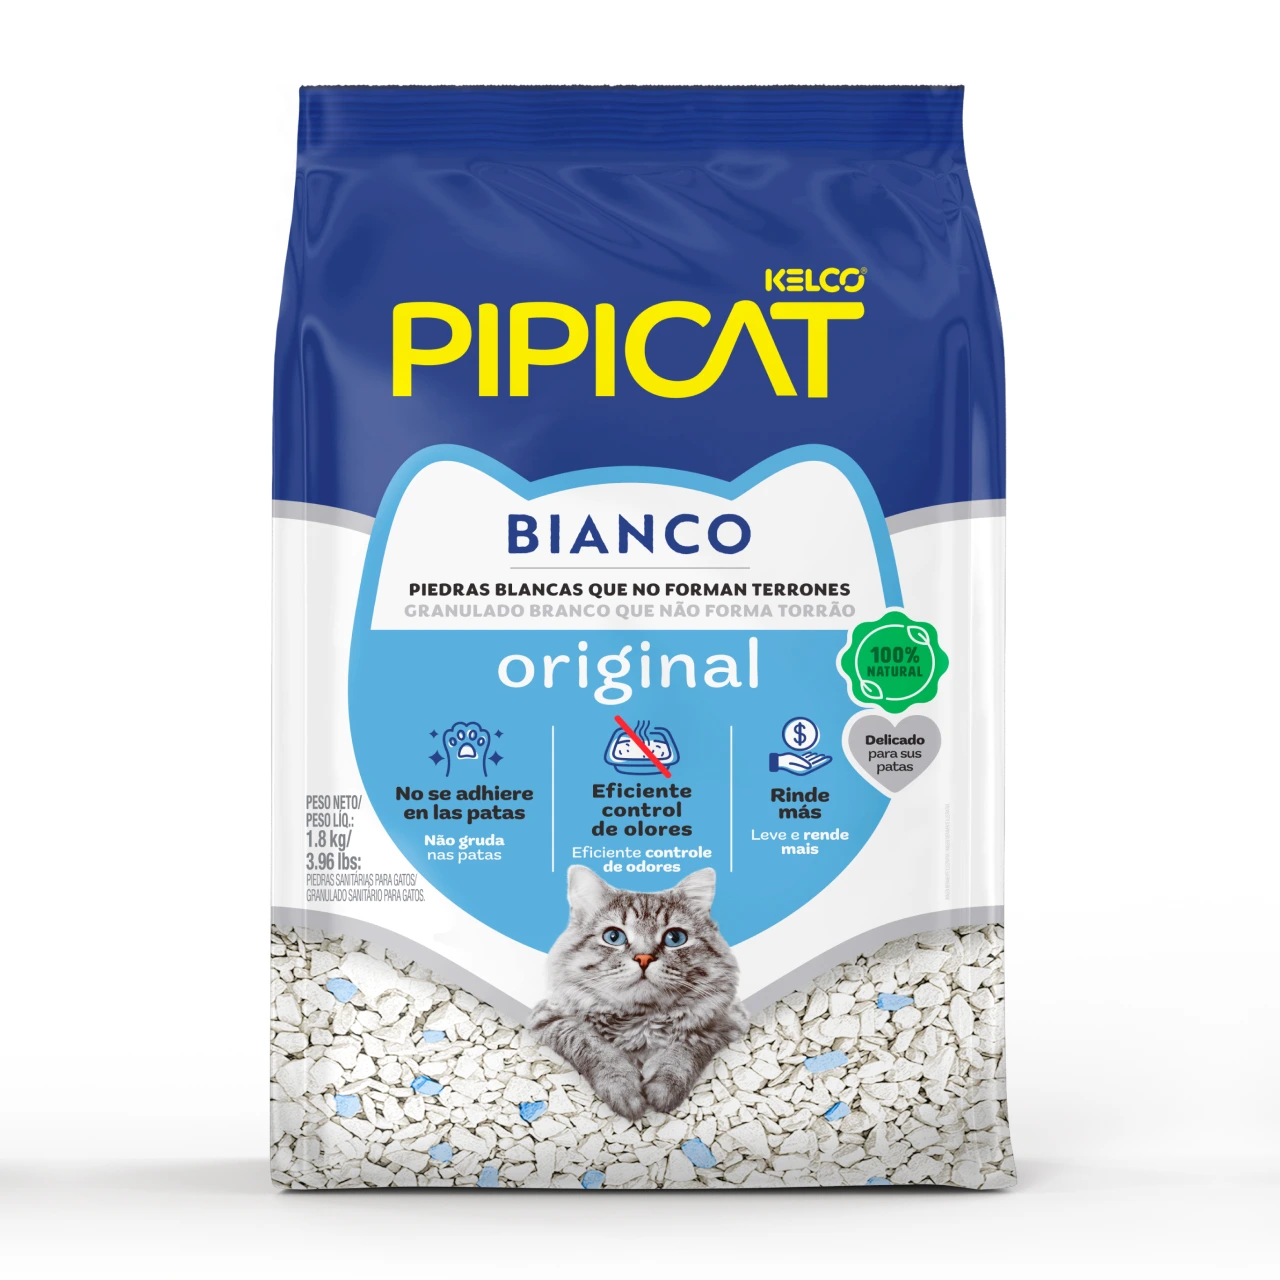 KELCO®
PIPICAT
BIANCO
PIEDRAS BLANCAS QUE NO FORMAN TERRONES
GRANULADO BRANCO QUE NÃO FORMA TORRÃO
original
100%
NATURAL
Delicado
para sus
patas
No se adhiere
en las patas
Não gruda
nas patas
Eficiente
control
de olores
Eficiente controle
de odores
$
Rinde
más
Leve e rende
mais
PESO NETO/
PESO LÍQ.:
1.8 kg/
3.96 lbs:
PIEDRAS SANITÁRIAS PARA GATOS/
GRANULADO SANITÁRIO PARA GATOS.